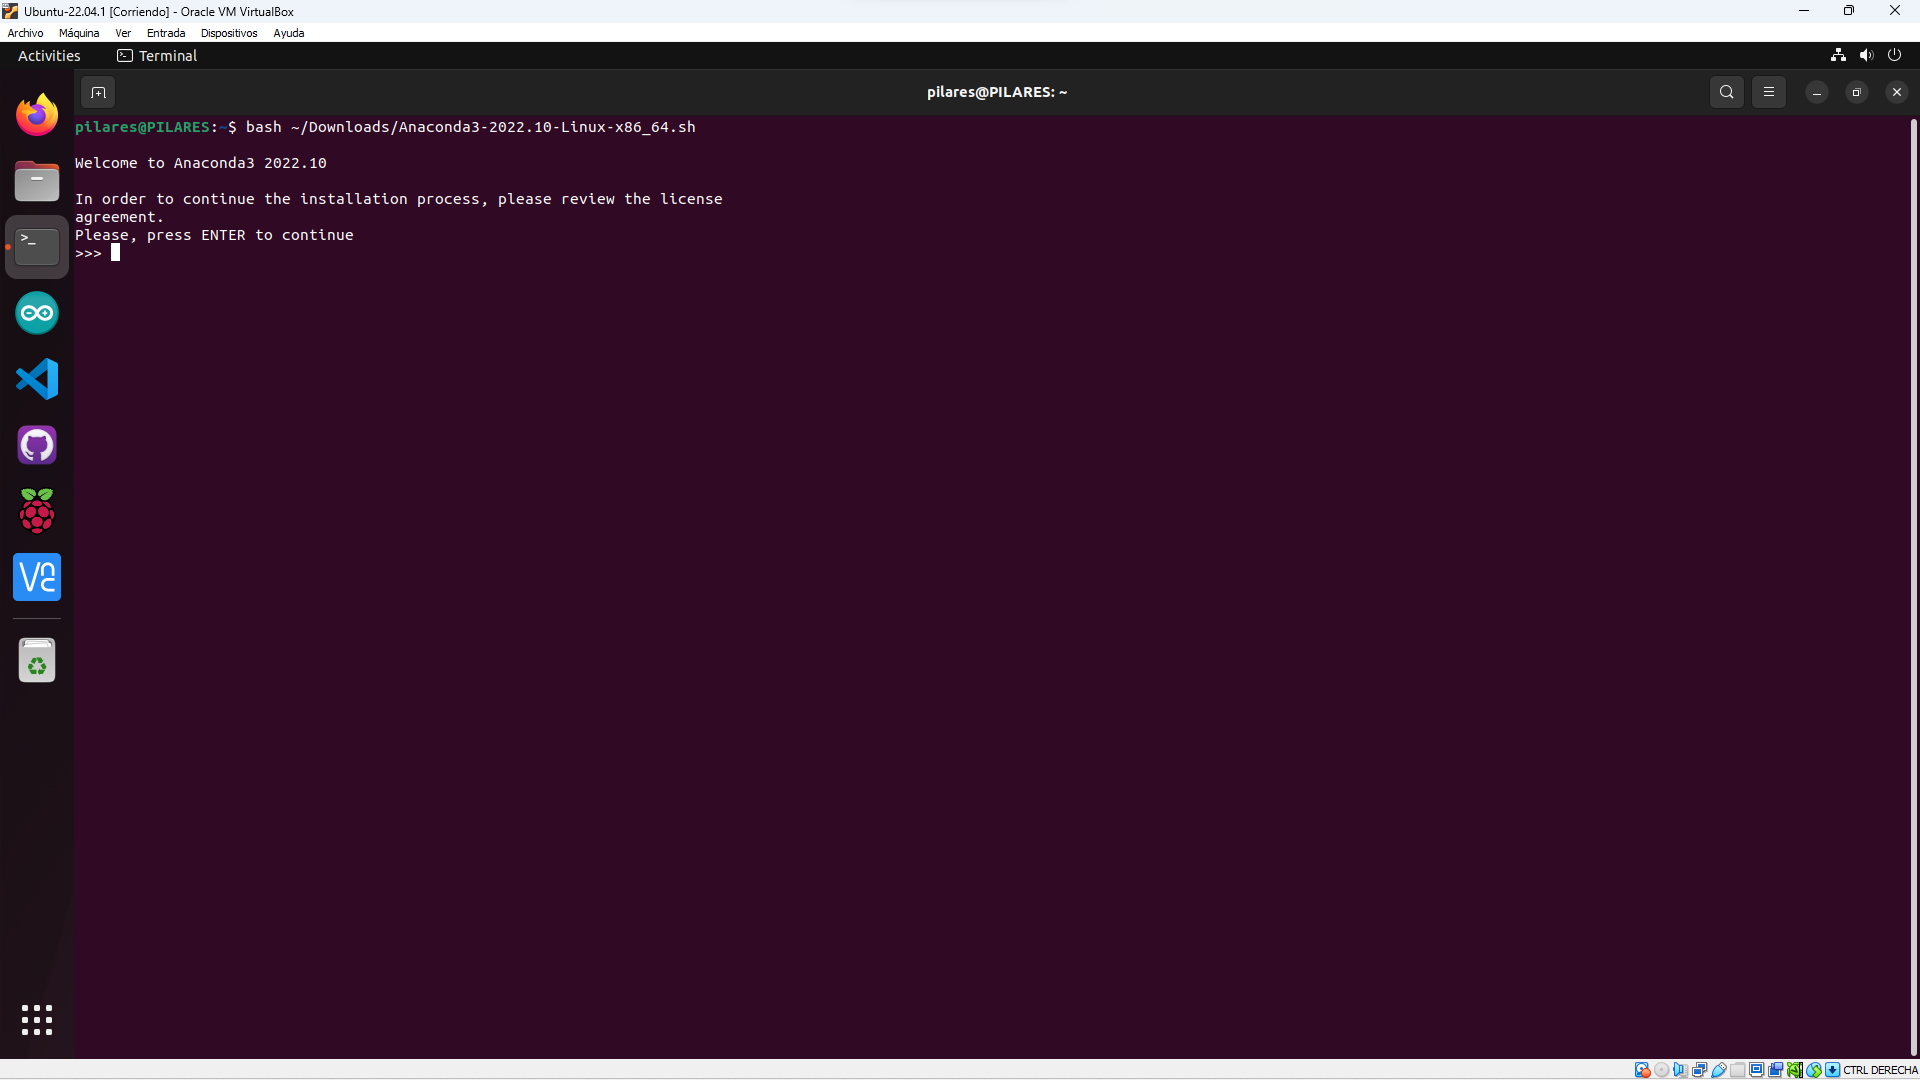 Ubuntu-22.04.1 [Corriendo] - Oracle VM VirtualBox
Archivo Máquina Ver Entrada Dispositivos Ayuda
Activities Terminal
pilares@PILARES: ~
pilares@PILARES:~$ bash ~/Downloads/Anaconda3-2022.10-Linux-x86_64.sh
Welcome to Anaconda3 2022.10
In order to continue the installation process, please review the license
agreement.
Please, press ENTER to continue
>>>
CTRL DERECHA